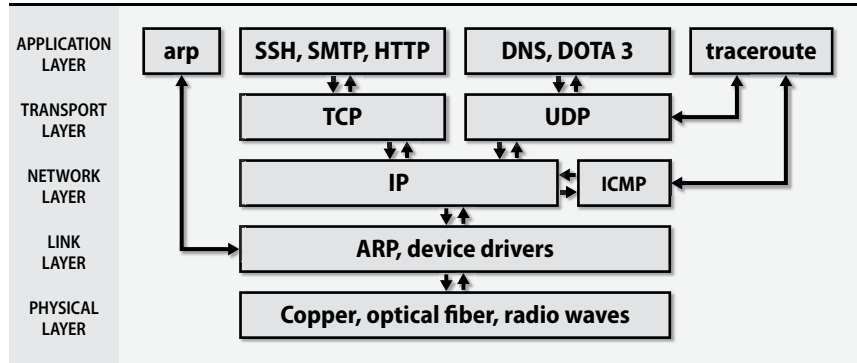 APPLICATION
LAYER
arp
SSH, SMTP, HTTP
DNS, DOTA 3
traceroute
TRANSPORT
LAYER
TCP
UDP
NETWORK
LAYER
IP
ICMP
LINK
LAYER
ARP, device drivers
PHYSICAL
LAYER
Copper, optical fiber, radio waves